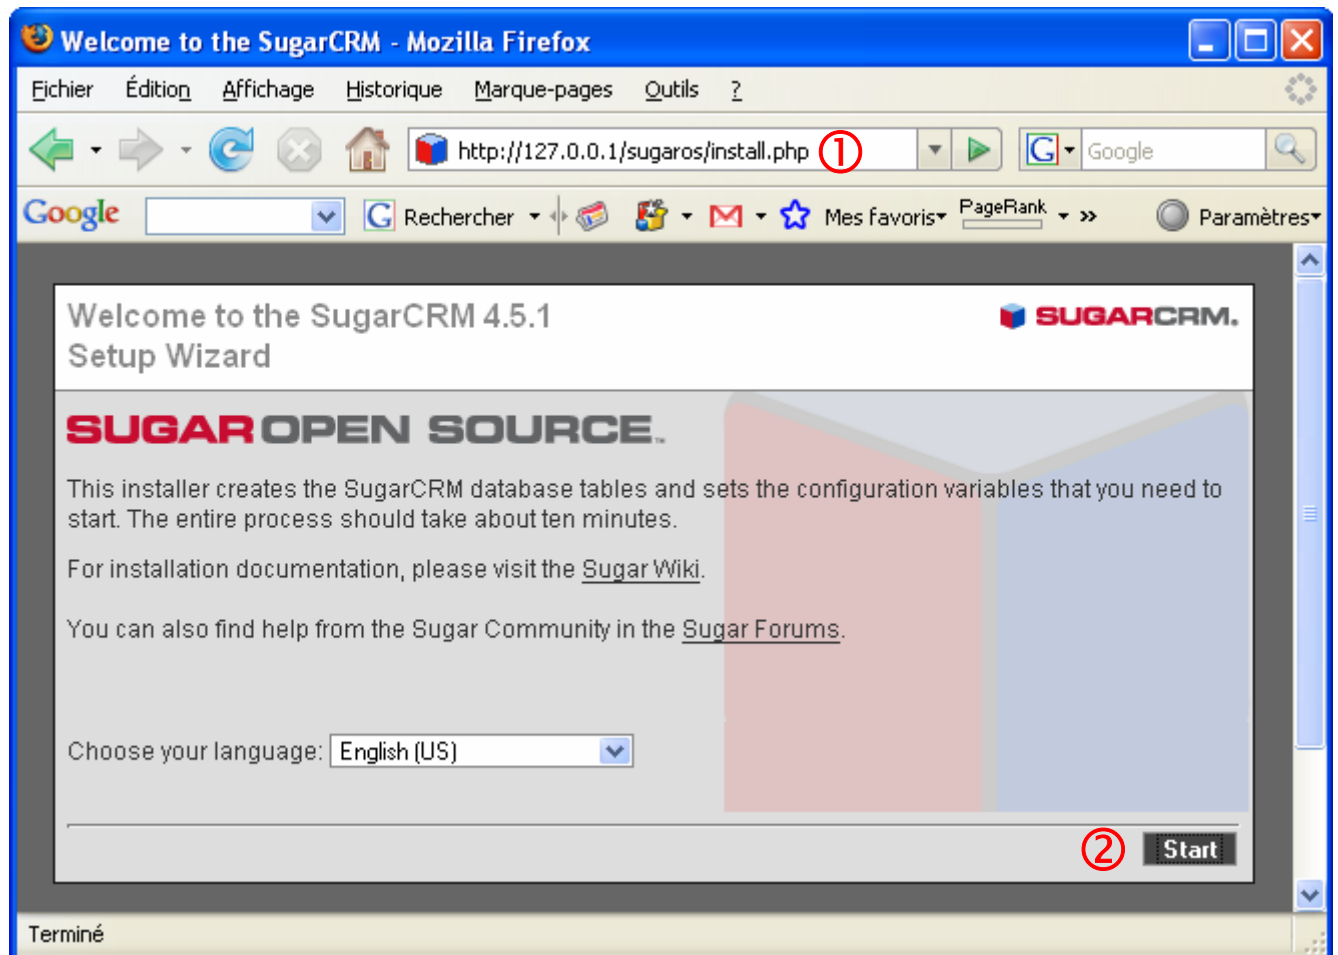 Welcome to the SugarCRM - Mozilla Firefox
Fichier Édition Affichage Historique Marque-pages Outils ?
http://127.0.0.1/sugaros/install.php ① G Google
Google G Rechercher Mes favoris PageRank » Paramètres
Welcome to the SugarCRM 4.5.1
SUGARCRM.
Setup Wizard
SUGAR OPEN SOURCE™
This installer creates the SugarCRM database tables and sets the configuration variables that you need to
start. The entire process should take about ten minutes.
For installation documentation, please visit the Sugar Wiki.
You can also find help from the Sugar Community in the Sugar Forums.
Choose your language: English (US)
② Start
Terminé